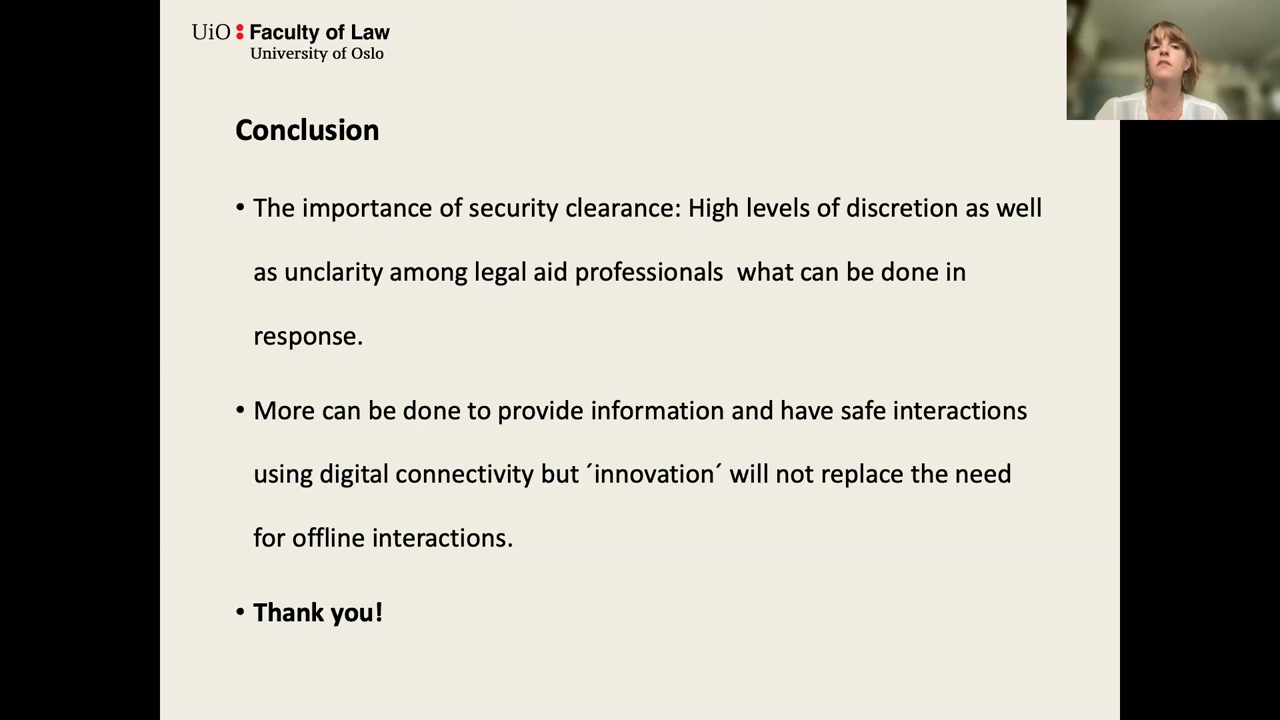 UiO : Faculty of Law
University of Oslo
Conclusion
• The importance of security clearance: High levels of discretion as well
as unclarity among legal aid professionals  what can be done in
response.
• More can be done to provide information and have safe interactions
using digital connectivity but ´innovation´ will not replace the need
for offline interactions.
• Thank you!